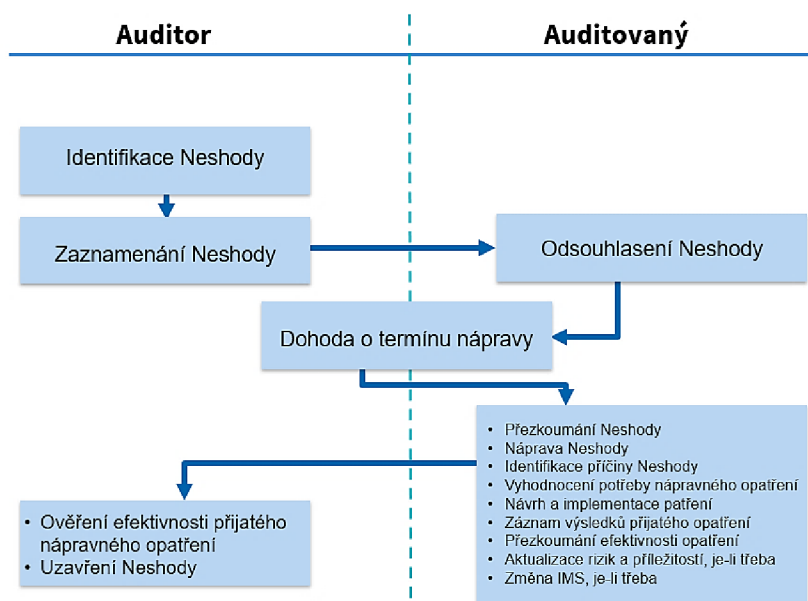 Auditor
Auditovaný
Identifikace Neshody
Zaznamenání Neshody
Odsouhlasení Neshody
Dohoda o termínu nápravy
• Přezkoumání Neshody
• Náprava Neshody
• Identifikace příčiny Neshody
• Vyhodnocení potřeby nápravného opatření
• Návrh a implementace patření
• Záznam výsledků přijatého opatření
• Přezkoumání efektivnosti opatření
• Aktualizace rizik a příležitostí, je-li třeba
• Změna IMS, je-li třeba
• Ověření efektivnosti přijatého
nápravného opatření
• Uzavření Neshody